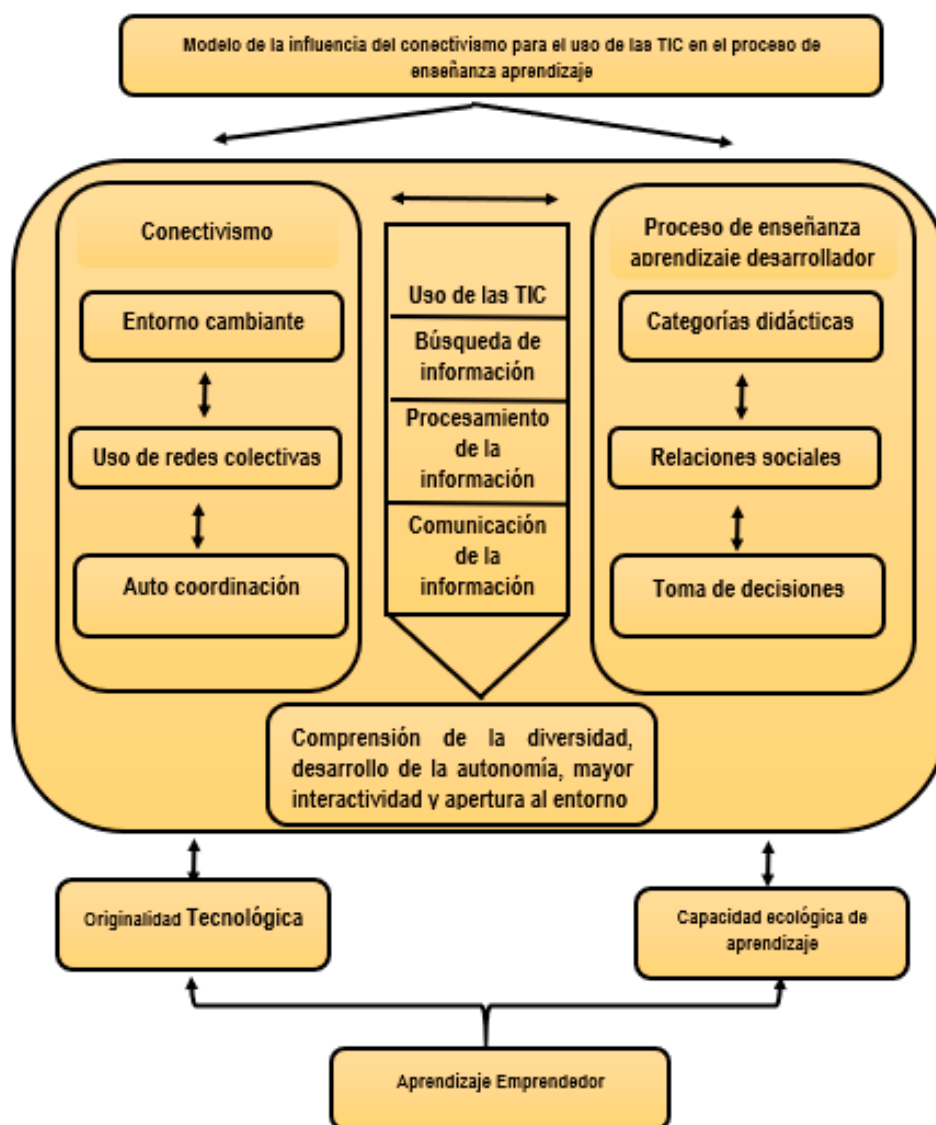 Modelo de la influencia del conectivismo para el uso de las TIC en el proceso de
enseñanza aprendizaje
Conectivismo
Entorno cambiante
Uso de redes colectivas
Auto coordinación
Uso de las TIC
Búsqueda de
información
Procesamiento
de la
información
Comunicación
de la
información
Proceso de enseñanza
aprendizaje desarrollador
Categorías didácticas
Relaciones sociales
Toma de decisiones
Comprensión de la diversidad,
desarrollo de la autonomía, mayor
interactividad y apertura al entorno
Originalidad Tecnológica
Capacidad ecológica de
aprendizaje
Aprendizaje Emprendedor